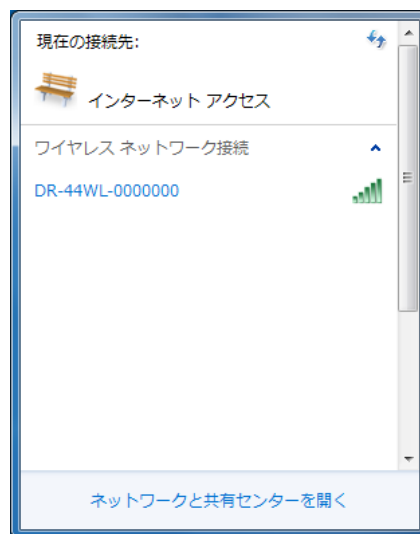 現在の接続先:
インターネット アクセス
ワイヤレス ネットワーク接続
DR-44WL-0000000
ネットワークと共有センターを開く